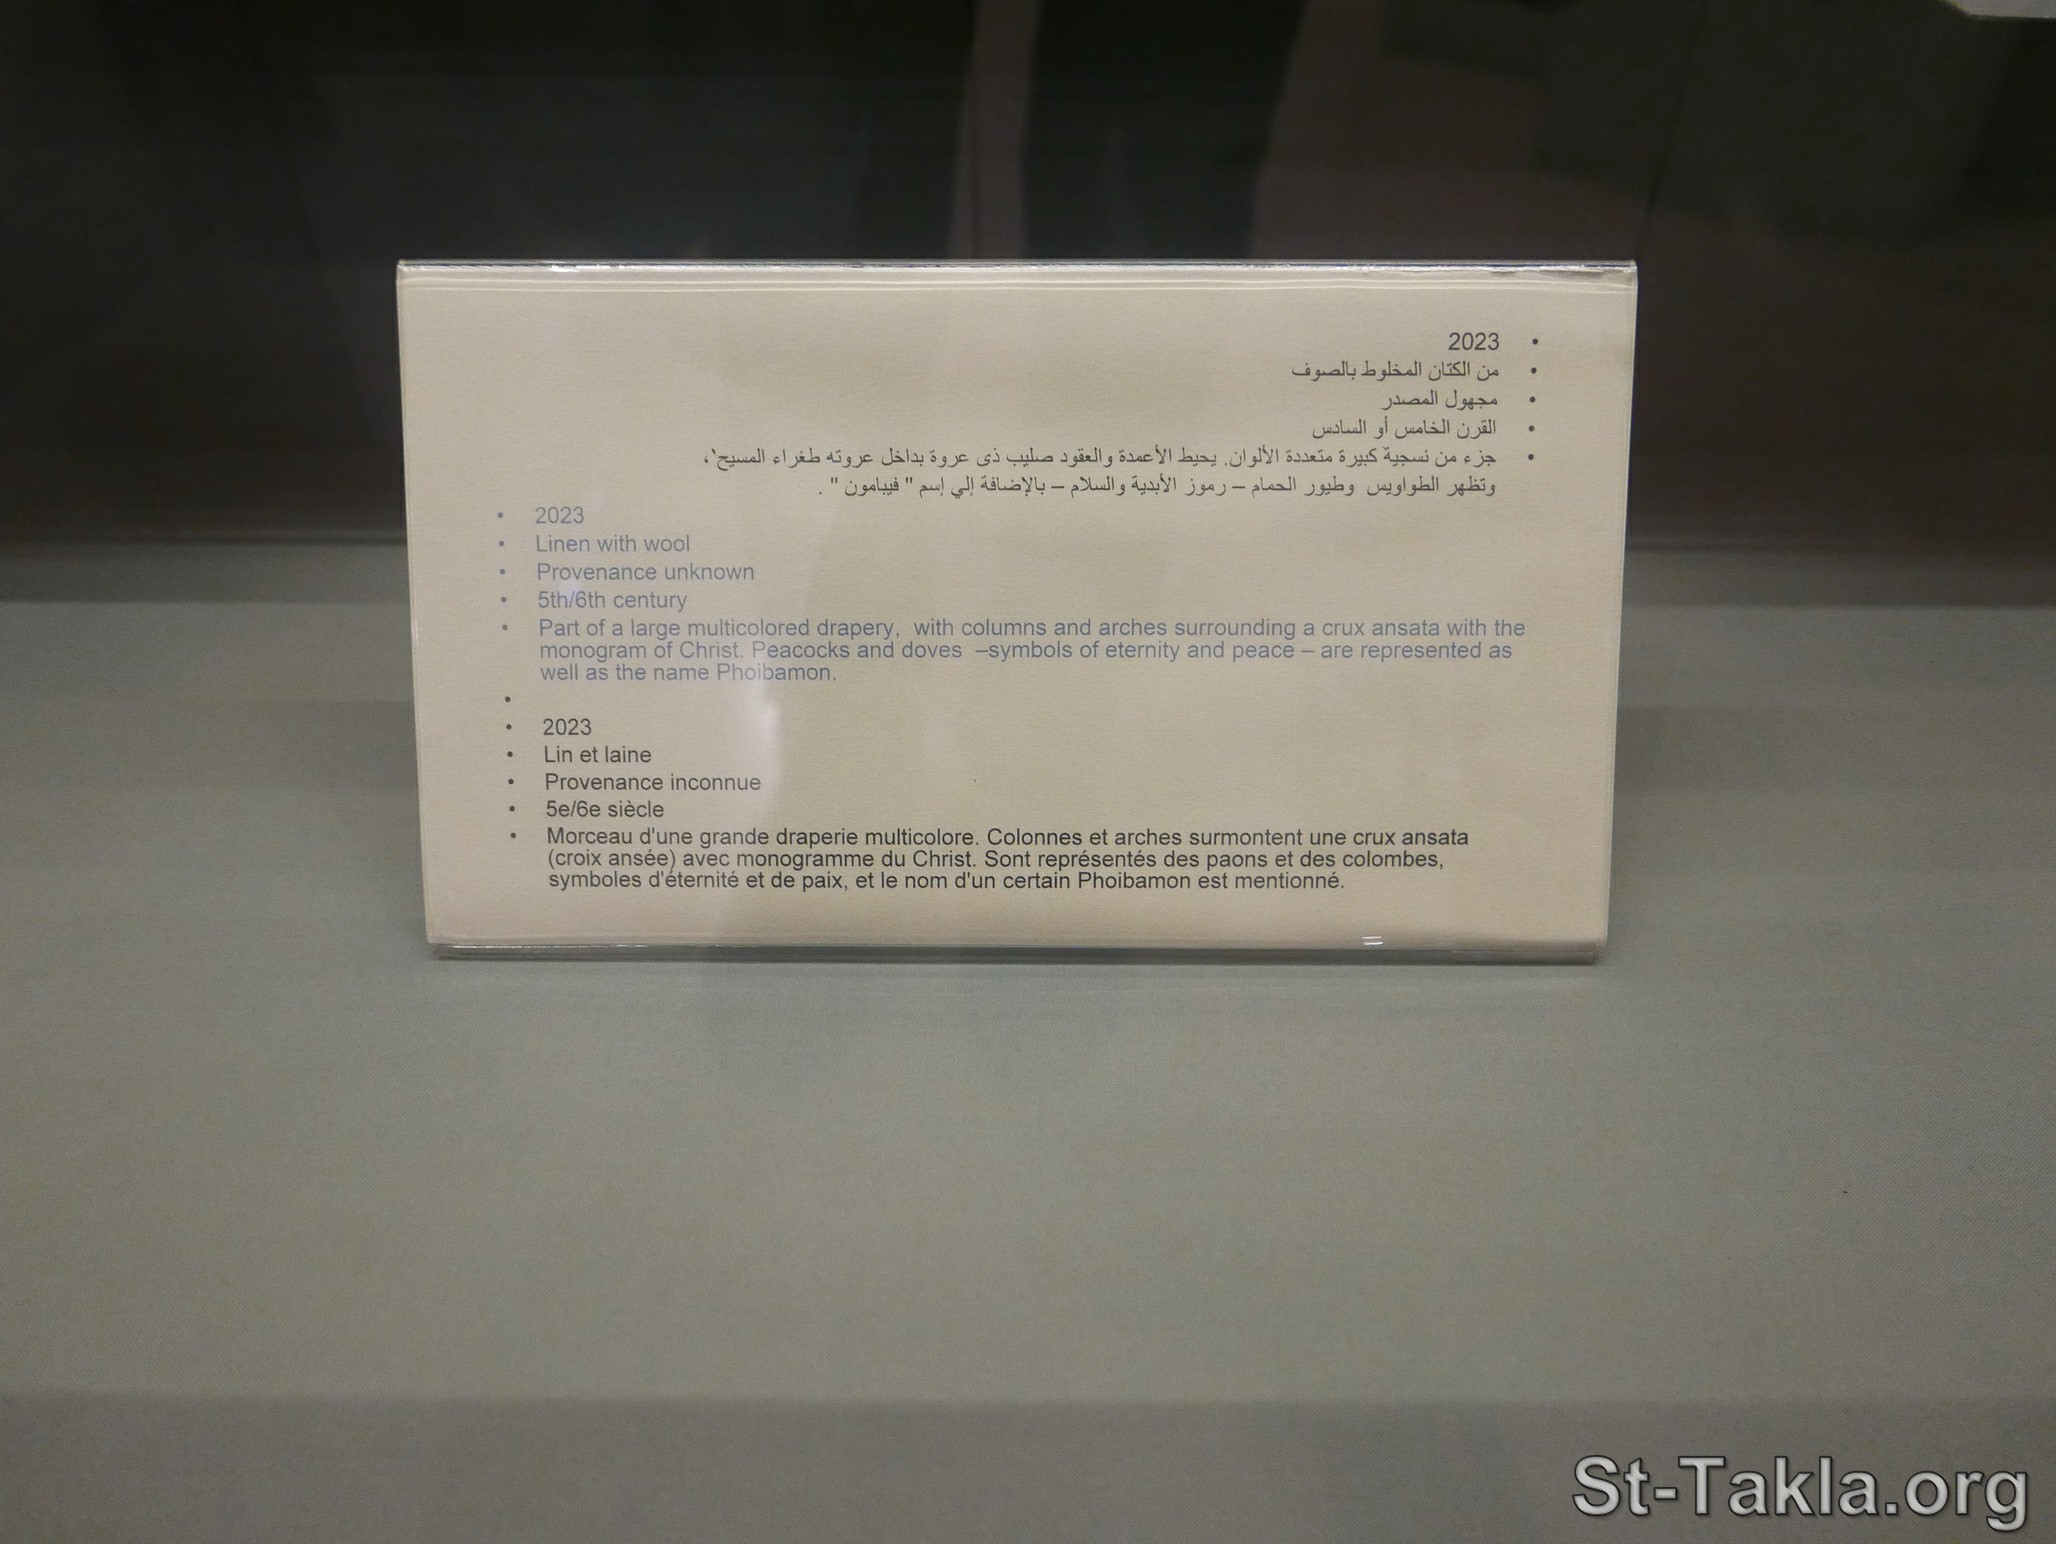 • 2023
• من الكتان المخلوط بالصوف
• مجهول المصدر
• القرن الخامس أو السادس
• جزء من نسجية كبيرة متعددة الألوان. يحيط الأعمدة والعقود صليب ذى عروة بداخل عروته طغراء المسيح'،
وتظهر الطواويس وطيور الحمام – رموز الأبدية والسلام – بالإضافة إلي إسم " فيبامون " .
• 2023
• Linen with wool
• Provenance unknown
• 5th/6th century
• Part of a large multicolored drapery, with columns and arches surrounding a crux ansata with the
monogram of Christ. Peacocks and doves –symbols of eternity and peace – are represented as
well as the name Phoibamon.
•
• 2023
• Lin et laine
• Provenance inconnue
• 5e/6e siècle
• Morceau d'une grande draperie multicolore. Colonnes et arches surmontent une crux ansata
(croix ansée) avec monogramme du Christ. Sont représentés des paons et des colombes,
symboles d'éternité et de paix, et le nom d'un certain Phoibamon est mentionné.
St-Takla.org